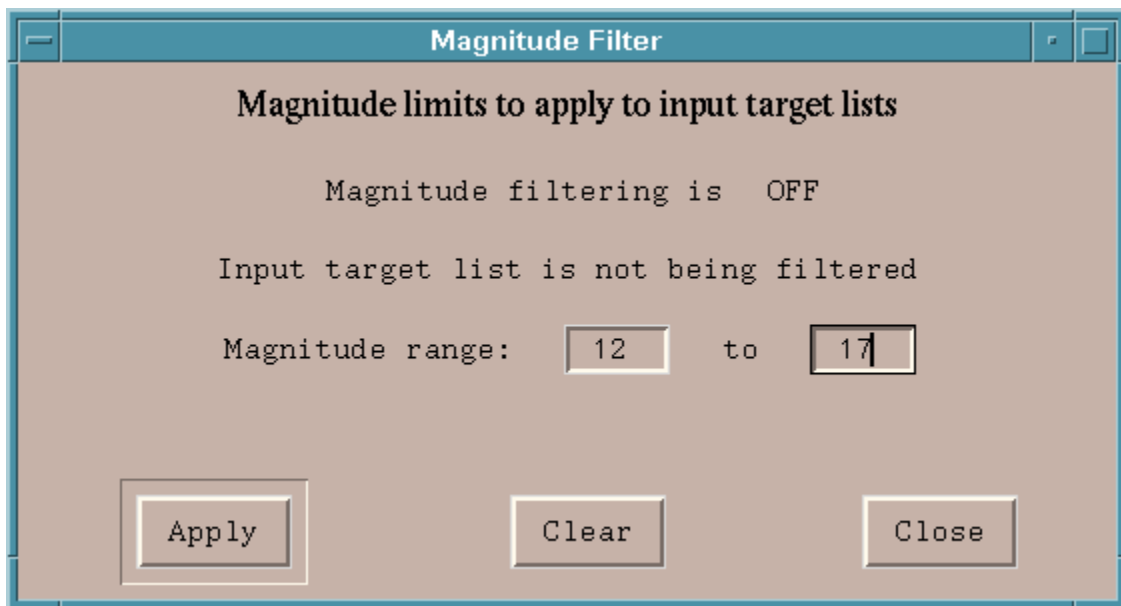 Magnitude Filter
Magnitude limits to apply to input target lists
Magnitude filtering is OFF
Input target list is not being filtered
Magnitude range: 12 to 17
Apply Clear Close